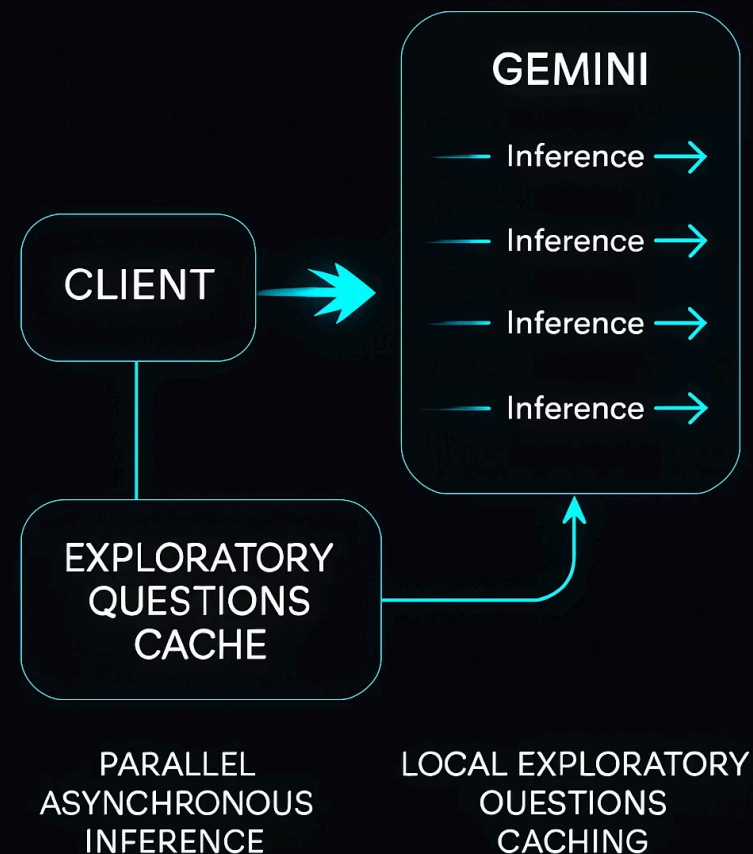 GEMINI
Inference
Inference
Inference
Inference
CLIENT
EXPLORATORY
QUESTIONS
CACHE
PARALLEL
ASYNCHRONOUS
INFERENCE
LOCAL EXPLORATORY
OUESTIONS
CACHING